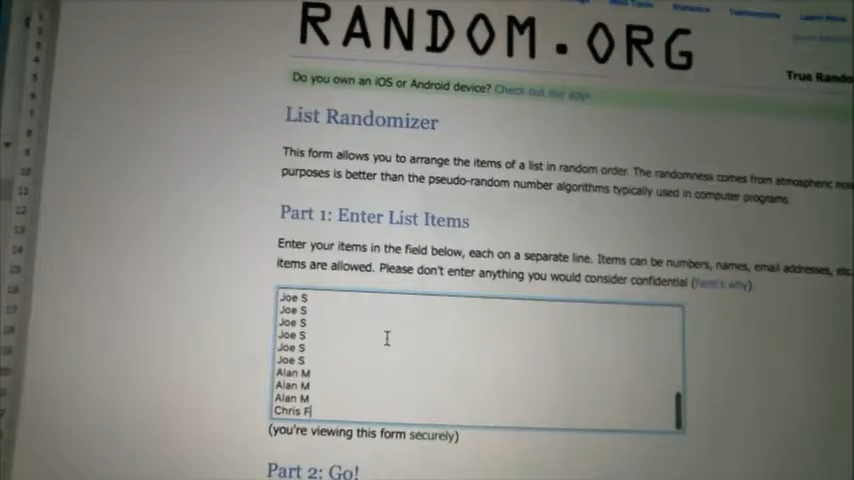 RANDOM.ORG
True Rando
Do you own an iOS or Android device? Check out our app!
List Randomizer
This form allows you to arrange the items of a list in random order. The randomness comes from atmospheric
purposes is better than the pseudo-random number algorithms typically used in computer programs.
Part 1: Enter List Items
Enter your items in the field below, each on a separate line. Items can be numbers, names, email addresses, etc.
items are allowed. Please don't enter anything you would consider confidential (here's why).
Joe S
Joe S
Joe S
Joe S
Joe S
Joe S
Alan M
Alan M
Alan M
Chris F
(you're viewing this form securely)
Part 2: Go!